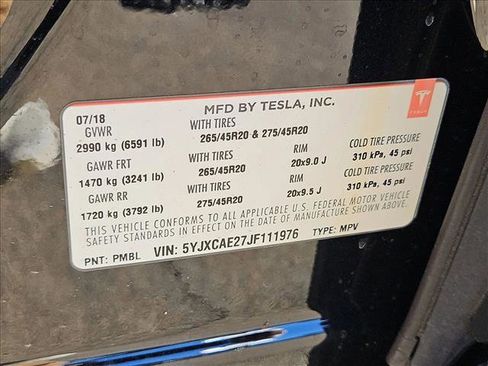 MFD BY TESLA, INC.
TESLA
07/18
GVWR WITH TIRES
2990 kg (6591 lb) 265/45R20 & 275/45R20
GAWR FRT WITH TIRES RIM COLD TIRE PRESSURE
1470 kg (3241 lb) 265/45R20 20x9.0 J 310 kPa, 45 psi
GAWR RR WITH TIRES RIM COLD TIRE PRESSURE
1720 kg (3792 lb) 275/45R20 20x9.5 J 310 kPa, 45 psi
THIS VEHICLE CONFORMS TO ALL APPLICABLE U.S. FEDERAL MOTOR VEHICLE
SAFETY STANDARDS IN EFFECT ON THE DATE OF MANUFACTURE SHOWN ABOVE.
PNT: PMBL VIN: 5YJXCAE27JF111976 TYPE: MPV